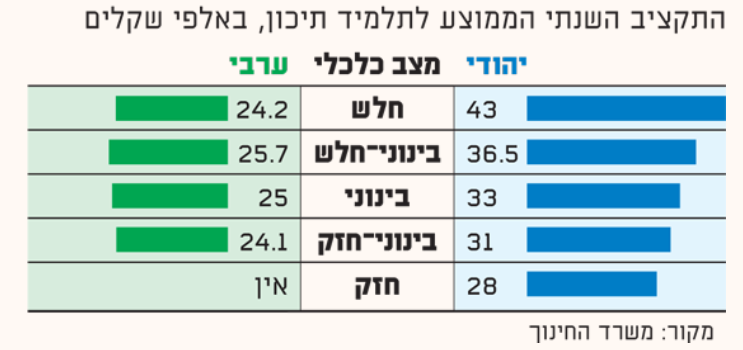 התקציב השנתי הממוצע לתלמיד תיכון, באלפי שקלים
יהודי מצב כלכלי ערבי
43 חלש 24.2
36.5 בינוני־חלש 25.7
33 בינוני 25
31 בינוני־חזק 24.1
28 חזק אין
מקור: משרד החינוך